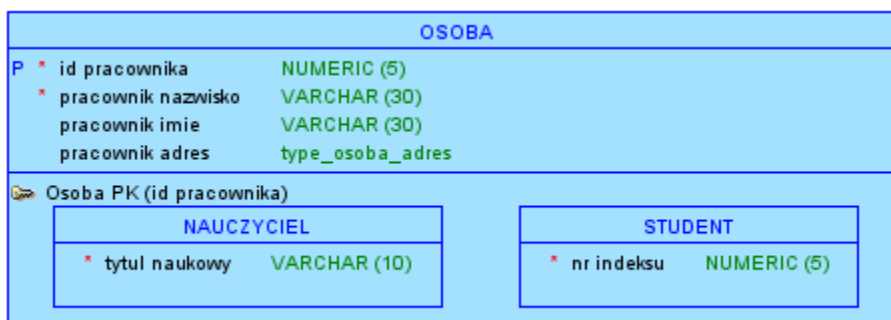 OSOBA
P * id pracownika NUMERIC (5)
* pracownik nazwisko VARCHAR (30)
pracownik imie VARCHAR (30)
pracownik adres type_osoba_adres
Osoba PK (id pracownika)
NAUCZYCIEL
* tytul naukowy VARCHAR (10)
STUDENT
* nr indeksu NUMERIC (5)